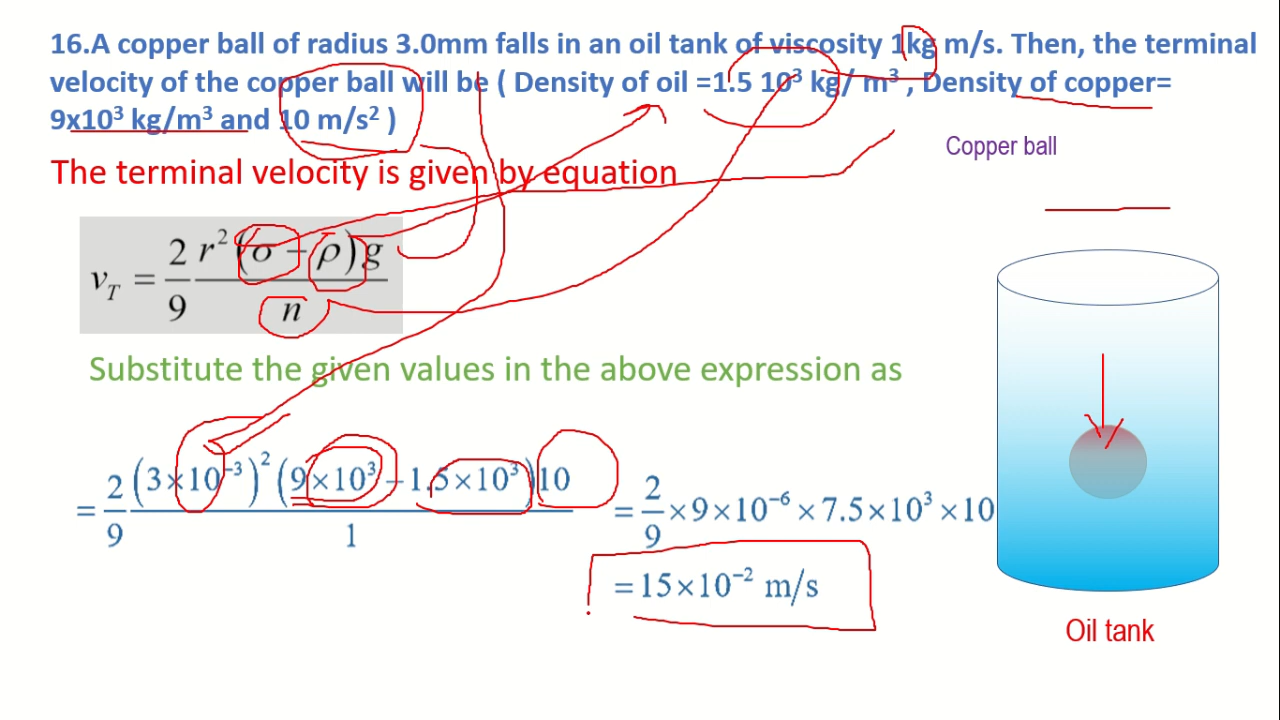 16.A copper ball of radius 3.0mm falls in an oil tank of viscosity 1kg m/s. Then, the terminal
velocity of the copper ball will be ( Density of oil =1.5 10³ kg/ m³ , Density of copper=
9x10³ kg/m³ and 10 m/s² )
Copper ball
The terminal velocity is given by equation
v_T = 2/9 r²(σ−ρ)g/n
Substitute the given values in the above expression as
= 2/9 (3×10⁻³)²(9×10³−1.5×10³)10/1
= 2/9 ×9×10⁻⁶ ×7.5×10³ ×10
=15×10⁻² m/s
Oil tank